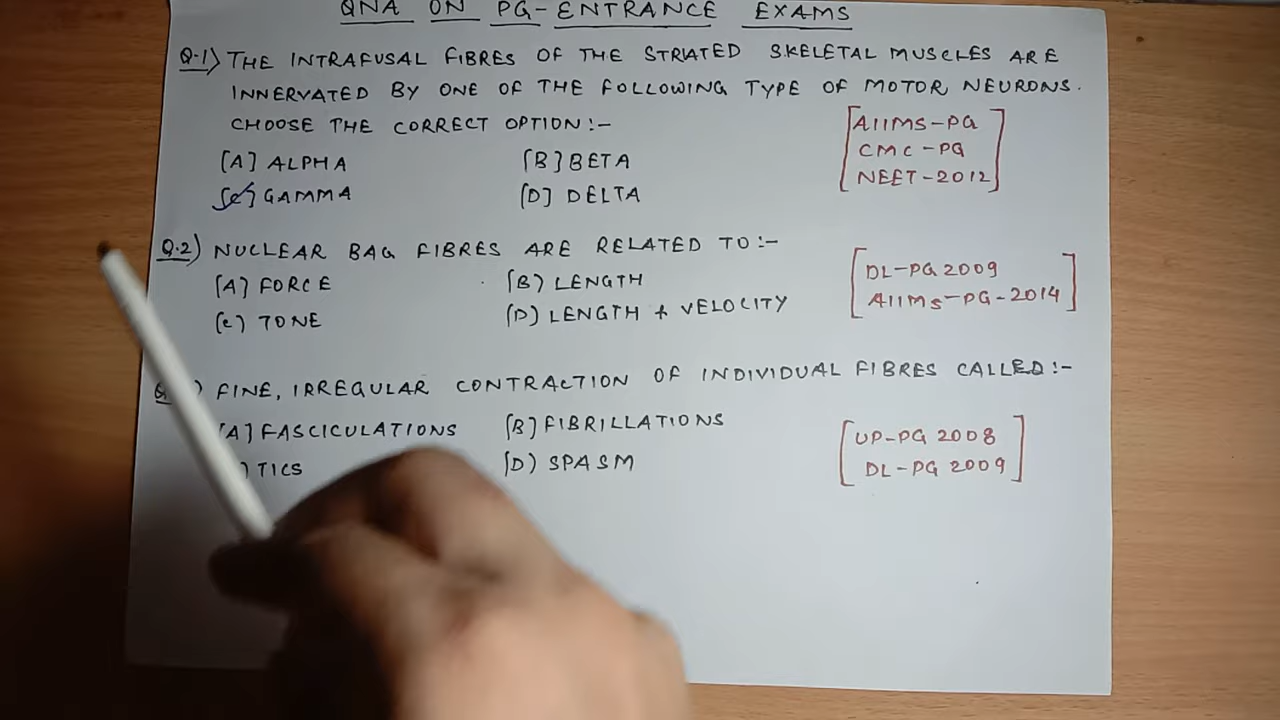 QNA ON PG-ENTRANCE EXAMS
Q.1) THE INTRAFUSAL FIBRES OF THE STRIATED SKELETAL MUSCLES ARE
INNERVATED BY ONE OF THE FOLLOWING TYPE OF MOTOR NEURONS.
CHOOSE THE CORRECT OPTION:-
[A] ALPHA [B] BETA
[C] GAMMA [D] DELTA
[AIIMS-PG
CMC-PG
NEET-2012]
Q.2) NUCLEAR BAG FIBRES ARE RELATED TO:-
[A) FORCE [B) LENGTH
[C) TONE [D) LENGTH + VELOCITY
[DL-PG 2009
AIIMS-PG-2014]
Q ) FINE, IRREGULAR CONTRACTION OF INDIVIDUAL FIBRES CALLED:-
[A] FASCICULATIONS [B] FIBRILLATIONS
) TICS [D) SPASM
[UP-PG 2008
DL-PG 2009]